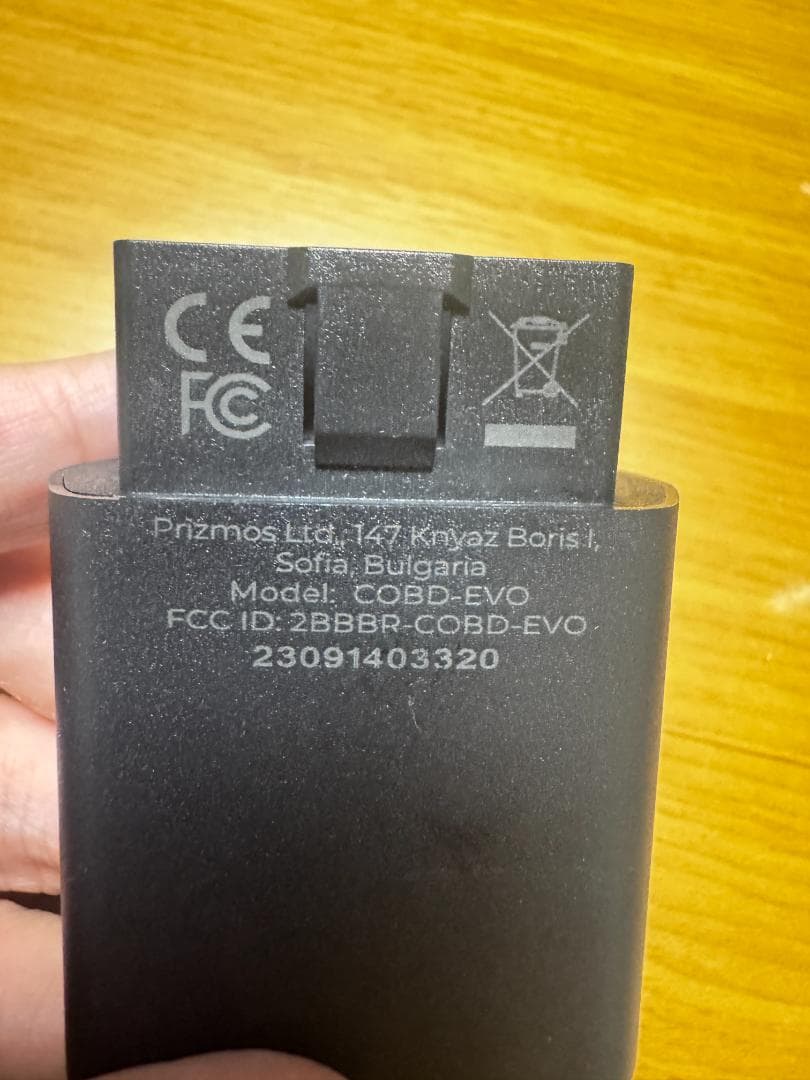 CE
FC
Prizmos Ltd., 147 Knyaz Boris I,
Sofia, Bulgaria
Model: COBD-EVO
FCC ID: 2BBBR-COBD-EVO
23091403320